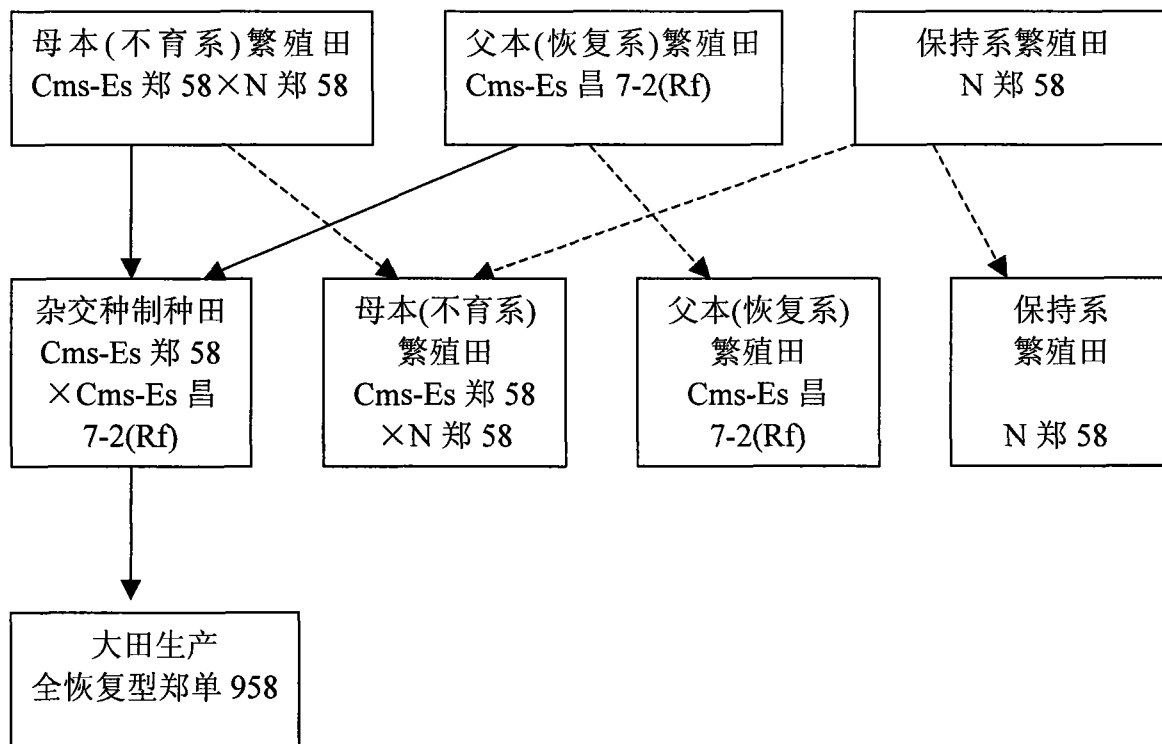 母本(不育系)繁殖田
Cms-Es 郑 58×N 郑 58
父本(恢复系)繁殖田
Cms-Es 昌 7-2(Rf)
保持系繁殖田
N 郑 58
杂交种制种田
Cms-Es 郑 58
×Cms-Es 昌
7-2(Rf)
母本(不育系)
繁殖田
Cms-Es 郑 58
×N 郑 58
父本(恢复系)
繁殖田
Cms-Es 昌
7-2(Rf)
保持系
繁殖田
N 郑 58
大田生产
全恢复型郑单 958